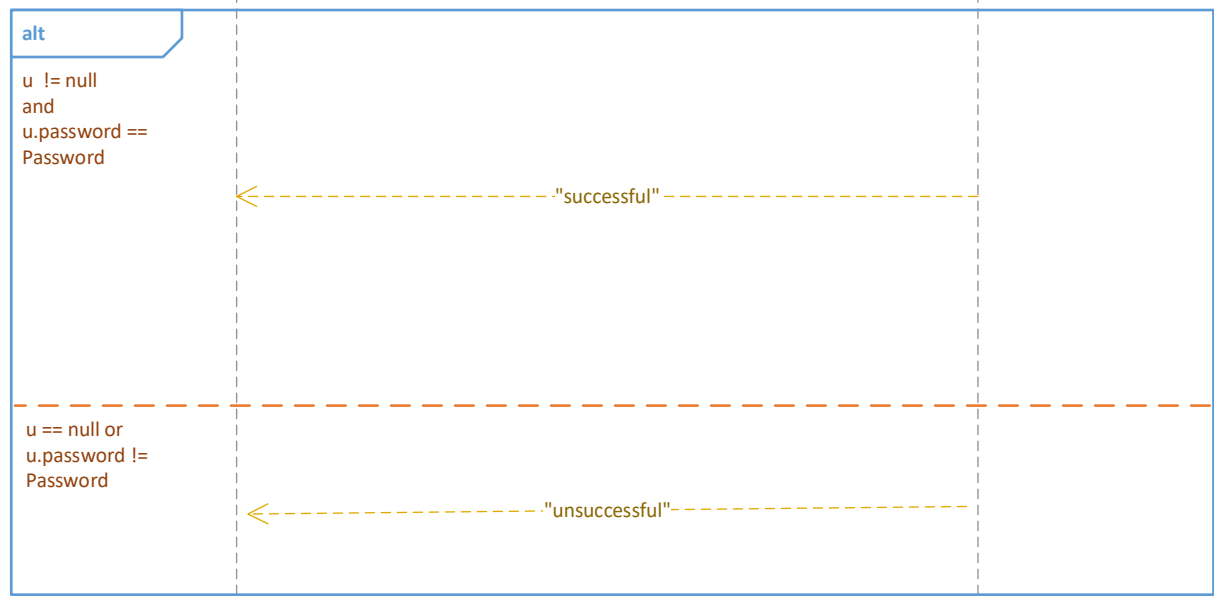 alt
u  != null
and
u.password ==
Password
"successful"
u == null or
u.password !=
Password
"unsuccessful"